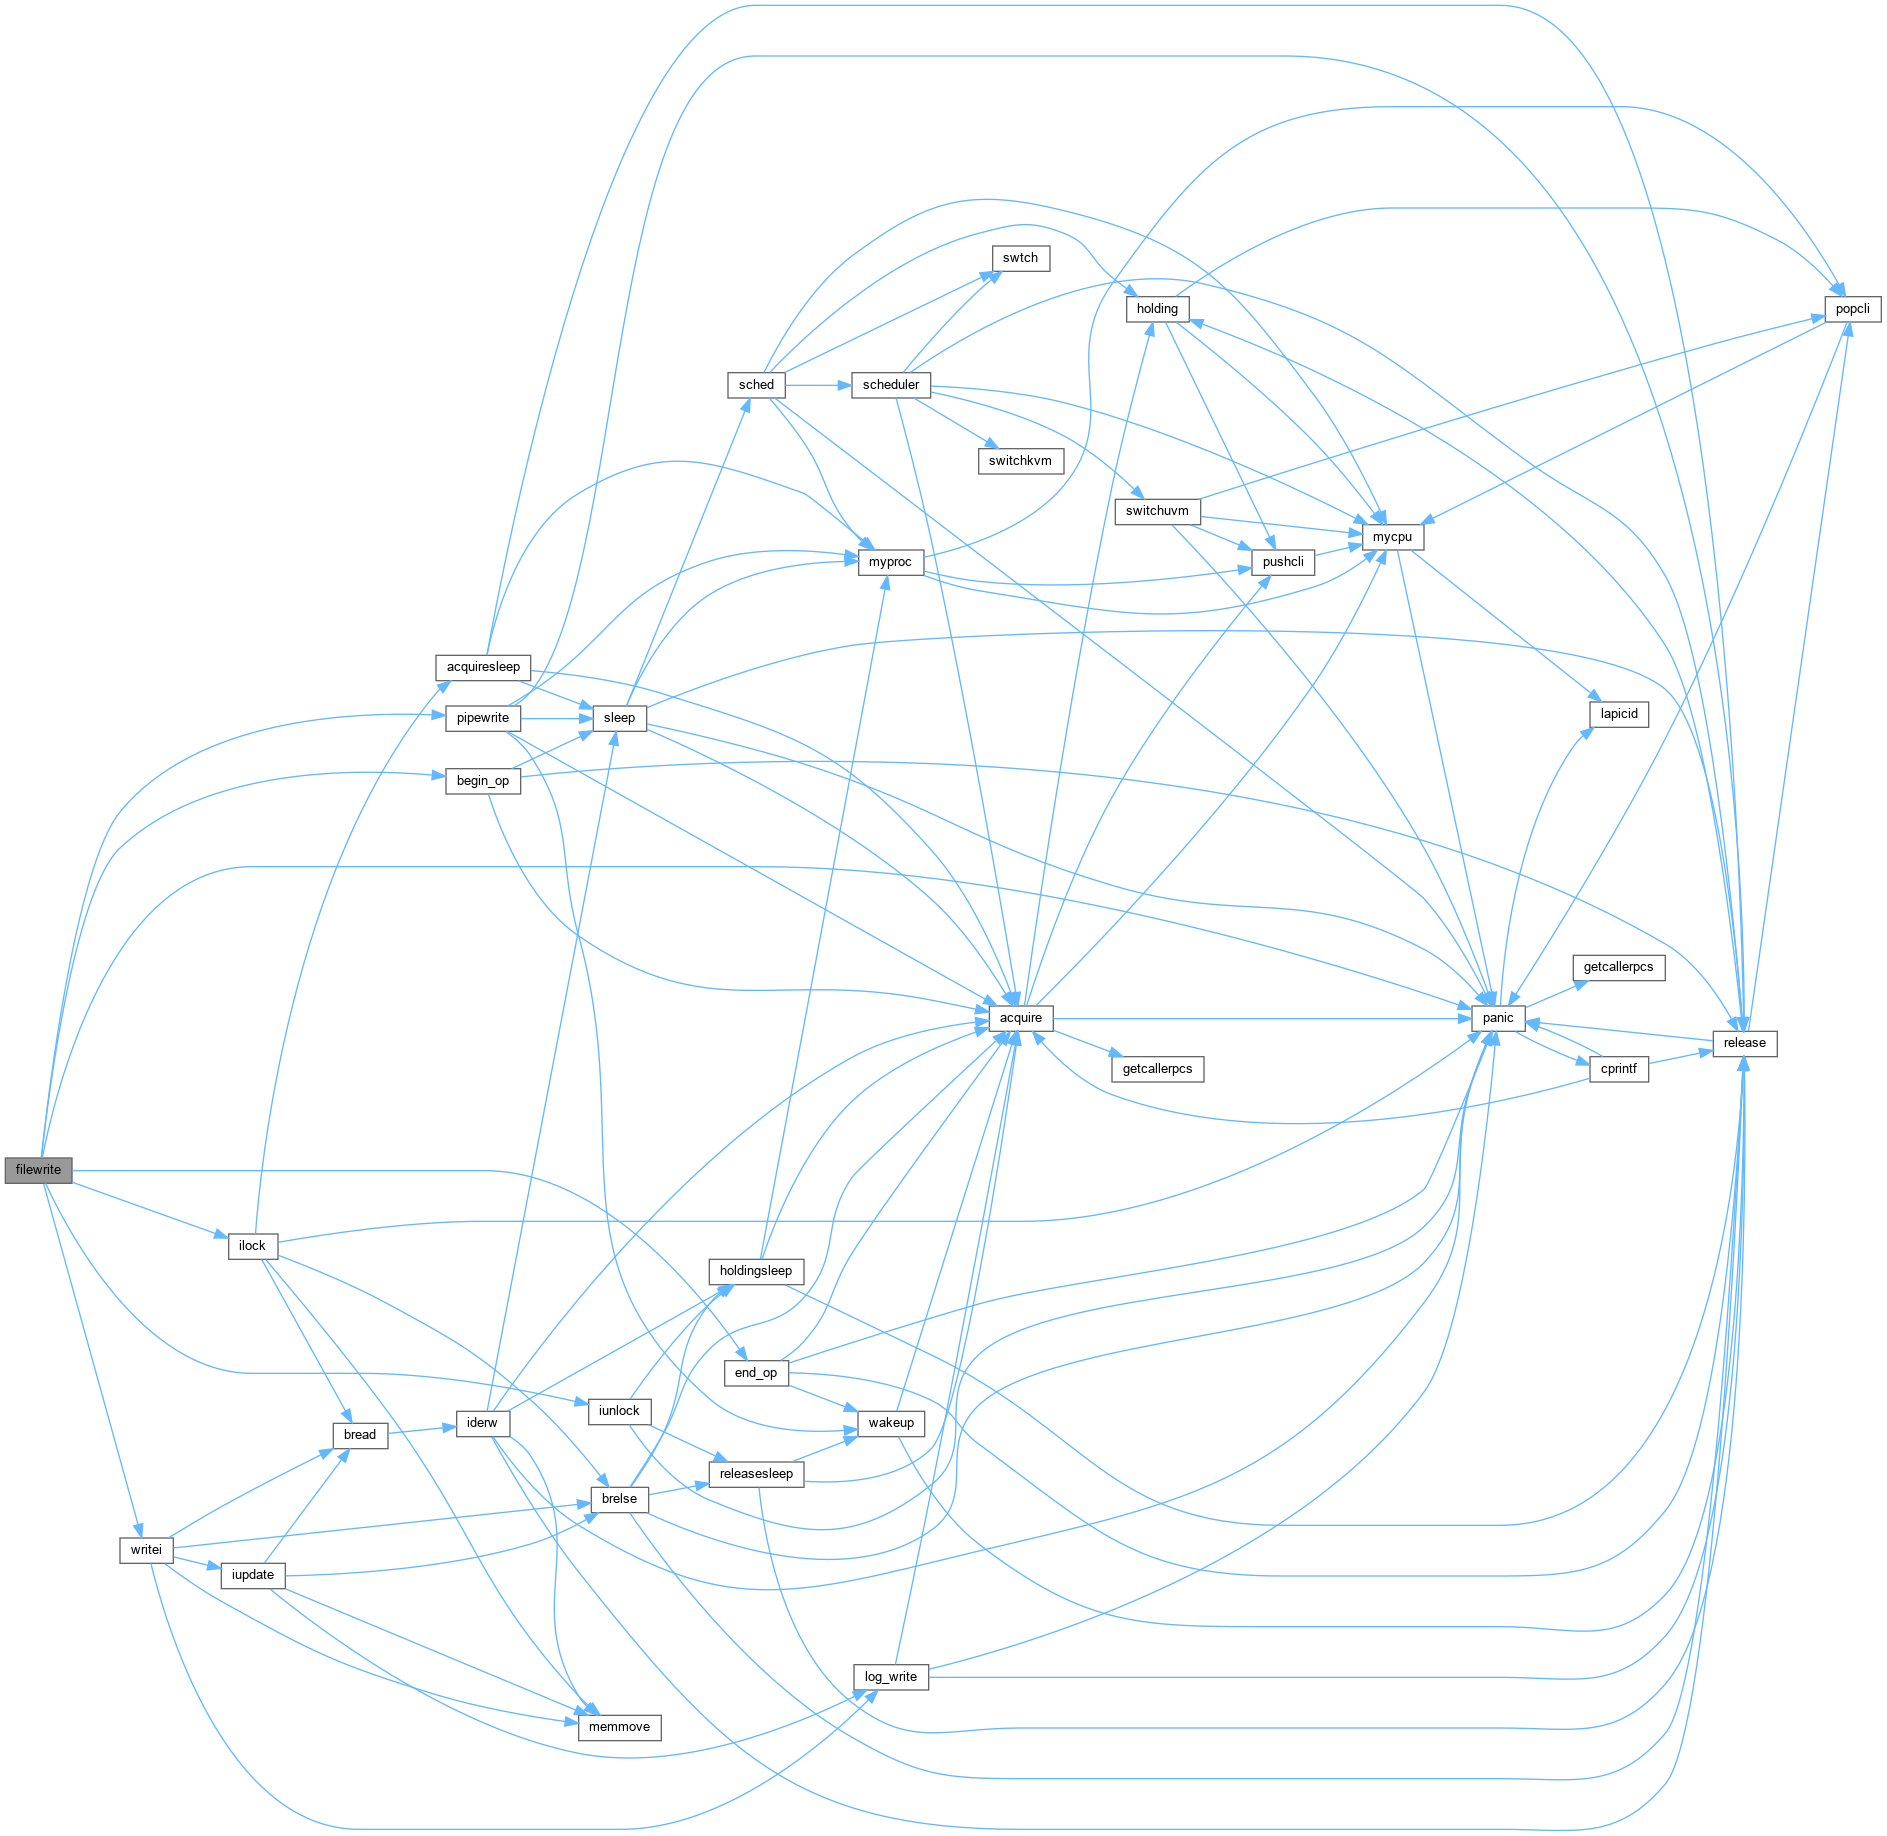 swtch
holding
popcli
sched
scheduler
switchkvm
switchuvm
mycpu
myproc
pushcli
acquiresleep
pipewrite
sleep
lapicid
begin_op
getcallerpcs
acquire
panic
release
getcallerpcs
cprintf
filewrite
ilock
holdingsleep
end_op
iunlock
iderw
wakeup
bread
releasesleep
brelse
writei
iupdate
log_write
memmove